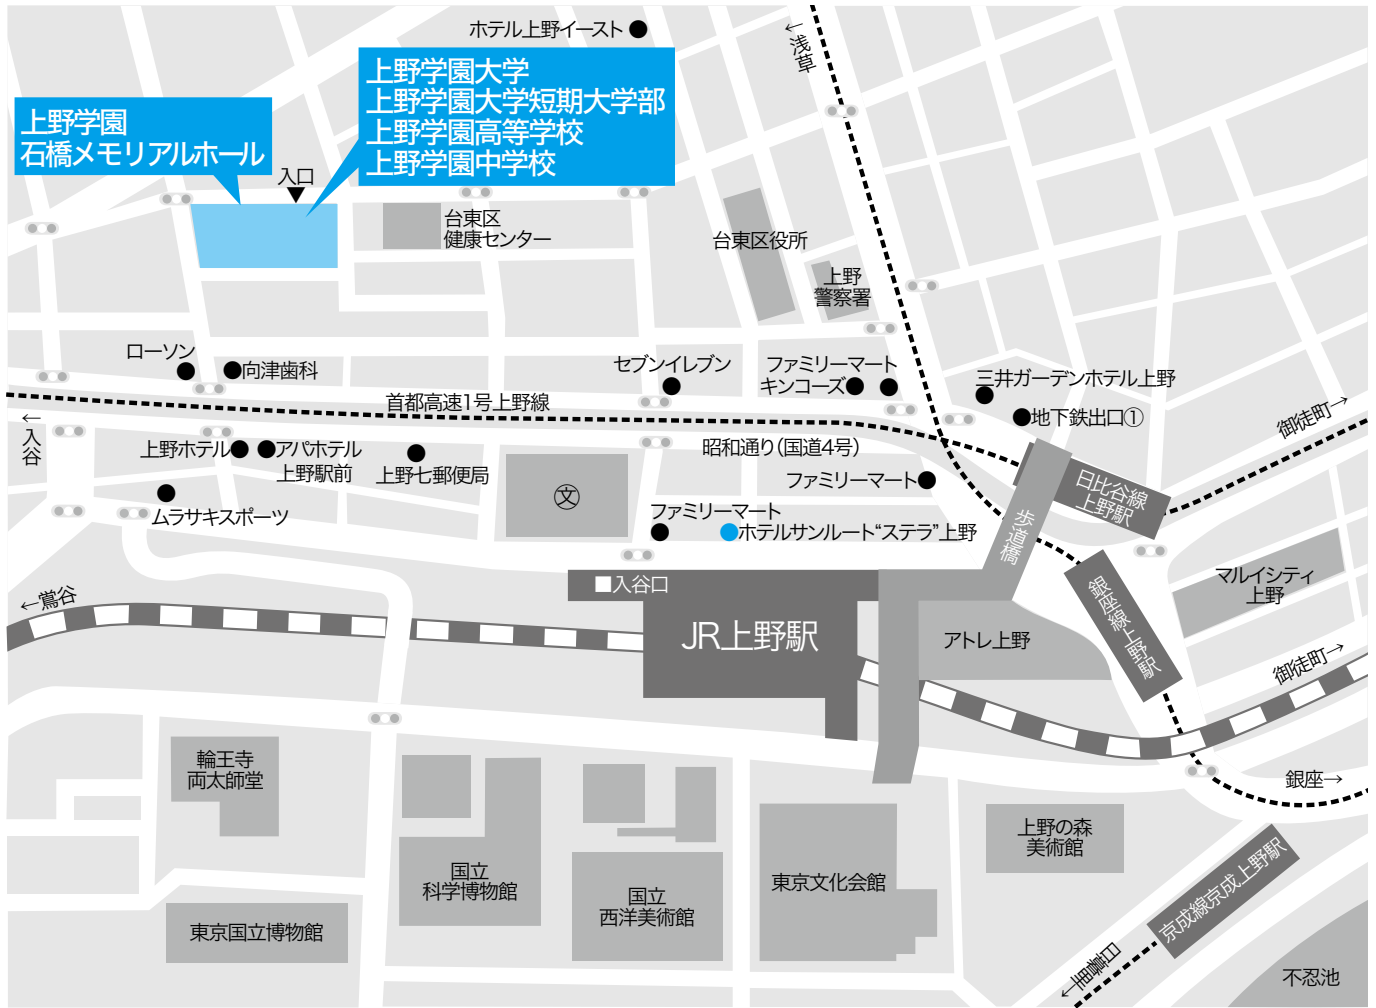 ホテル上野イースト
←浅草
上野学園大学
上野学園大学短期大学部
上野学園高等学校
上野学園中学校
上野学園
石橋メモリアルホール
入口
台東区
健康センター
台東区役所
上野
警察署
ローソン
向津歯科
セブンイレブン
ファミリーマート
キンコーズ
三井ガーデンホテル上野
地下鉄出口①
御徒町→
首都高速1号上野線
←入谷
上野ホテル
アパホテル
上野駅前
上野七郵便局
昭和通り(国道4号)
ファミリーマート
日比谷線
上野駅
ムラサキスポーツ
文
ファミリーマート
ホテルサンルート“ステラ”上野
歩道橋
入谷口
マルイシティ
上野
←鶯谷
JR上野駅
アトレ上野
銀座線上野駅
御徒町→
輪王寺
両太師堂
銀座→
国立
科学博物館
国立
西洋美術館
東京文化会館
上野の森
美術館
京成線京成上野駅
東京国立博物館
日暮里→
不忍池